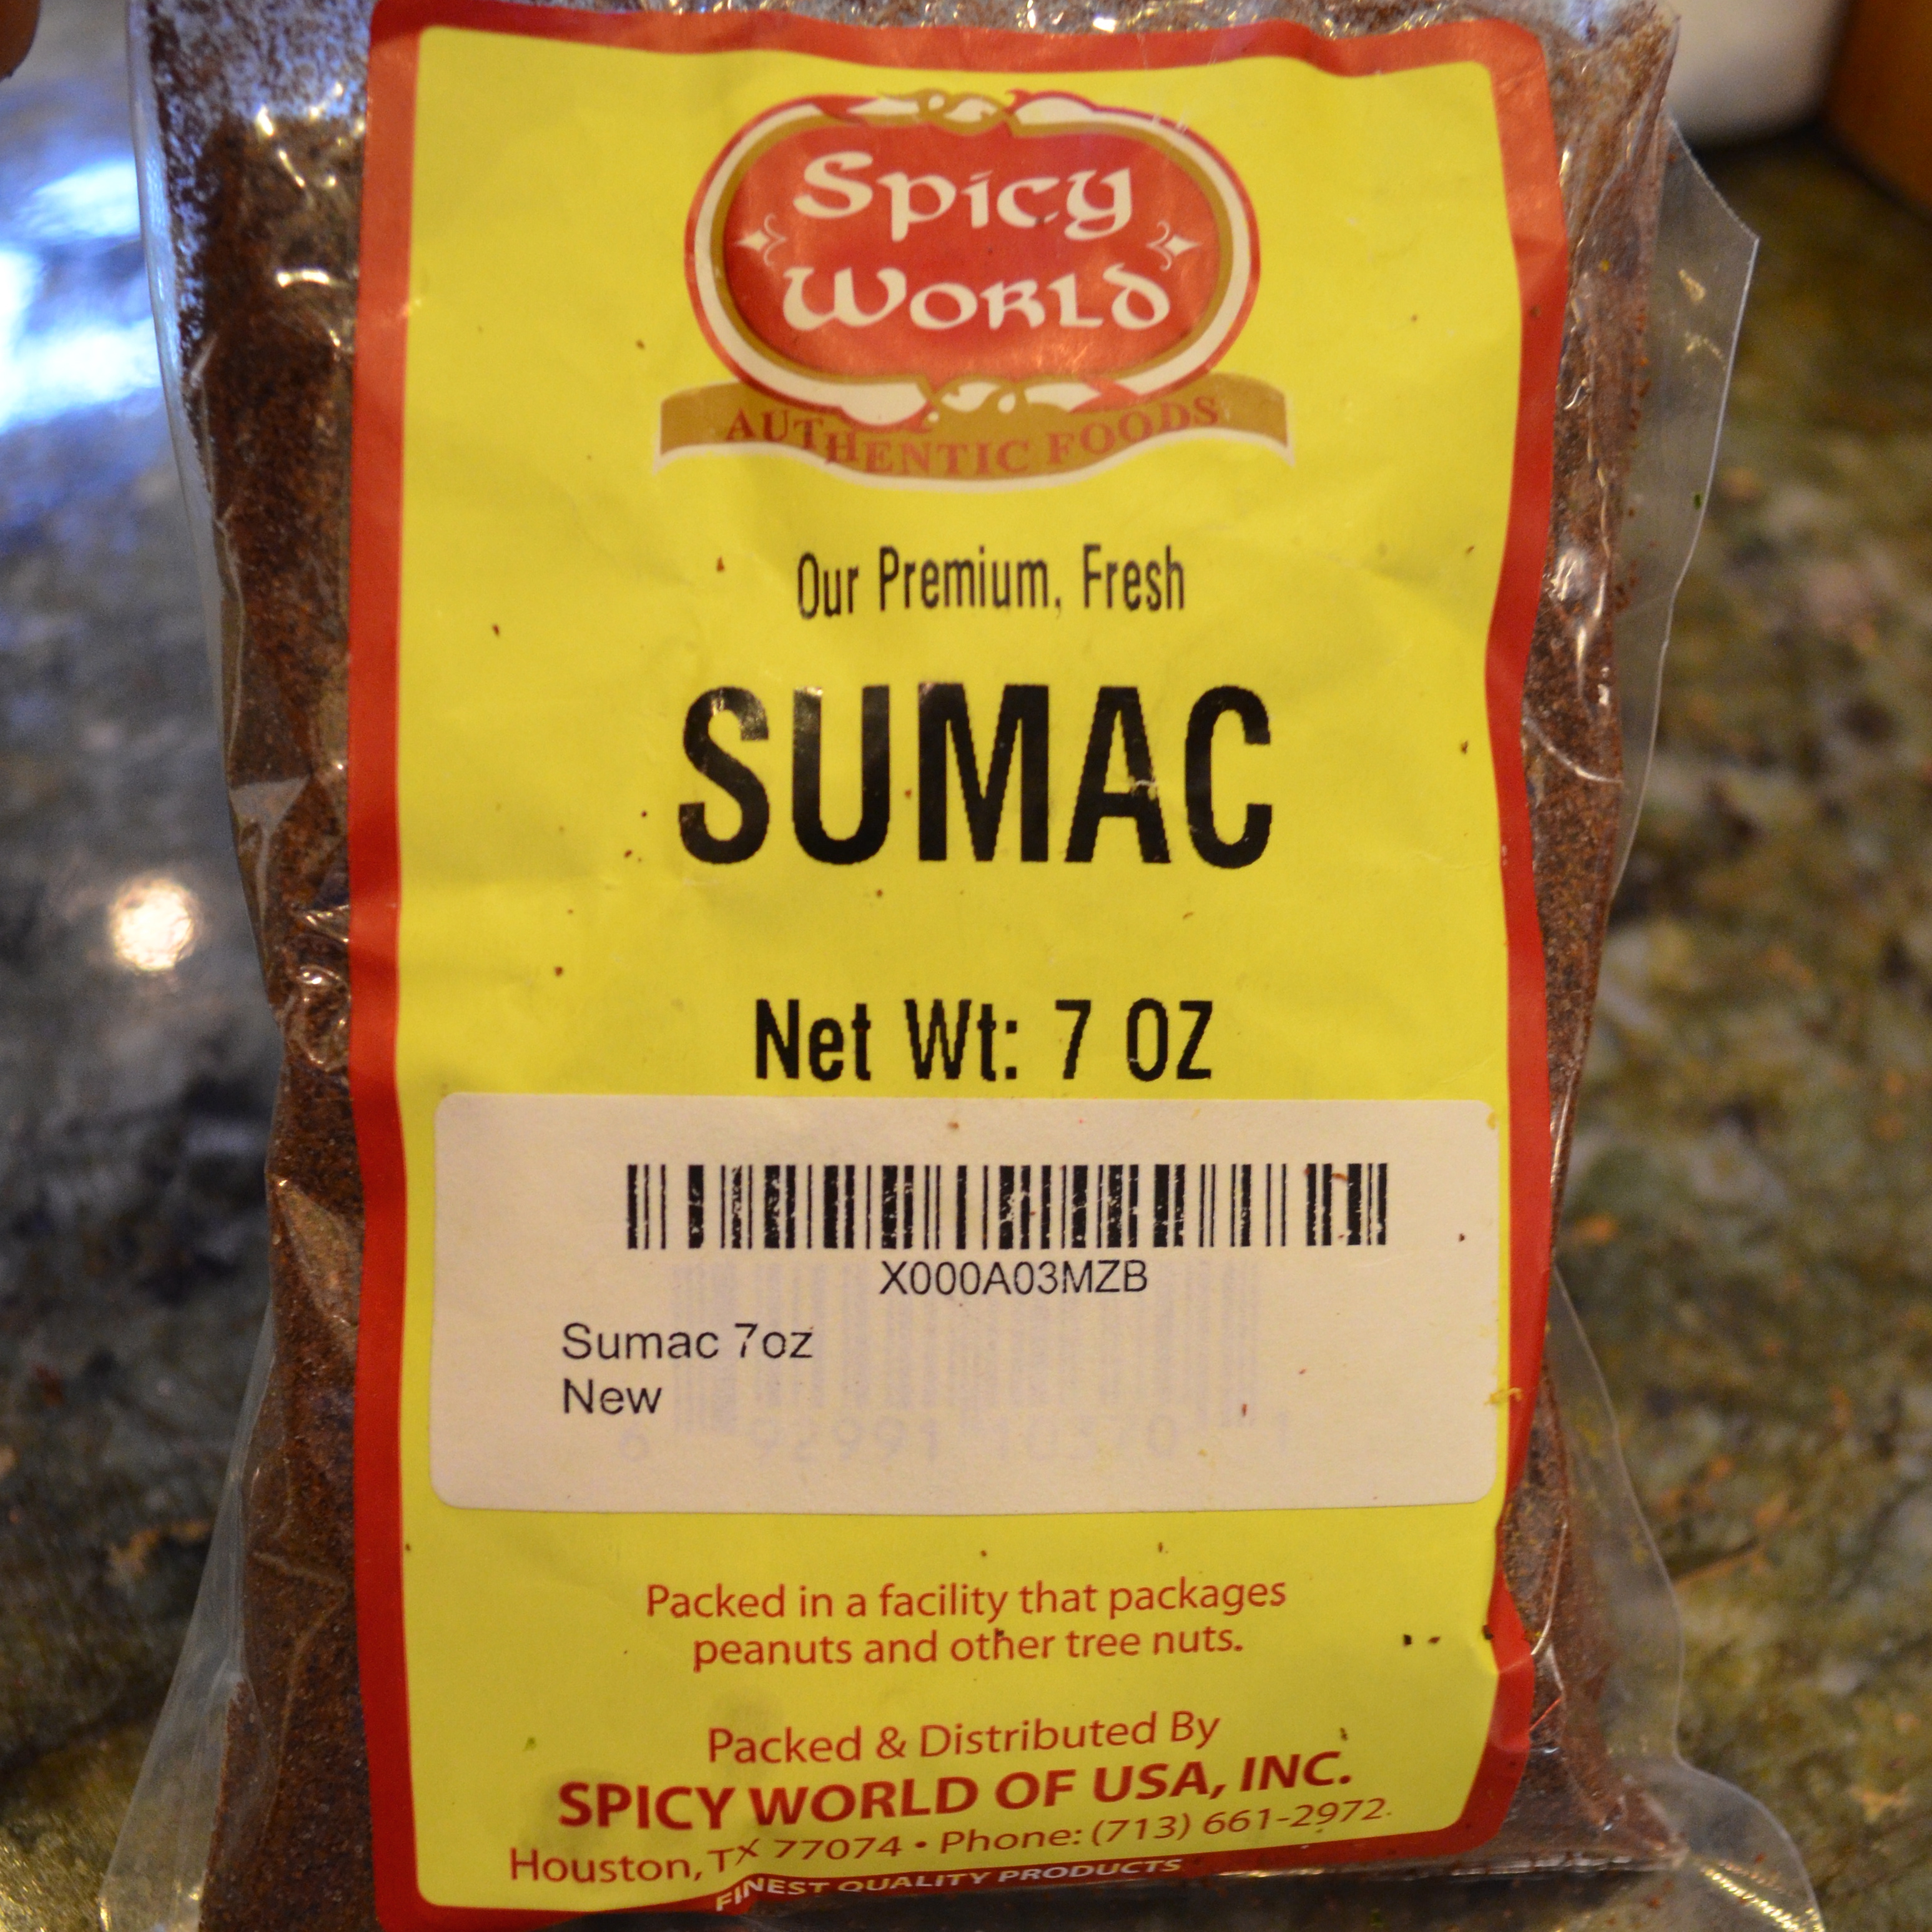 Spicy
World
AUTHENTIC FOODS
Our Premium, Fresh
SUMAC
Net Wt: 7 OZ
X000A03MZB
Sumac 7oz
New
Packed in a facility that packages
peanuts and other tree nuts.
Packed & Distributed By
SPICY WORLD OF USA, INC.
Houston, TX 77074 • Phone: (713) 661-2972
FINEST QUALITY PRODUCTS